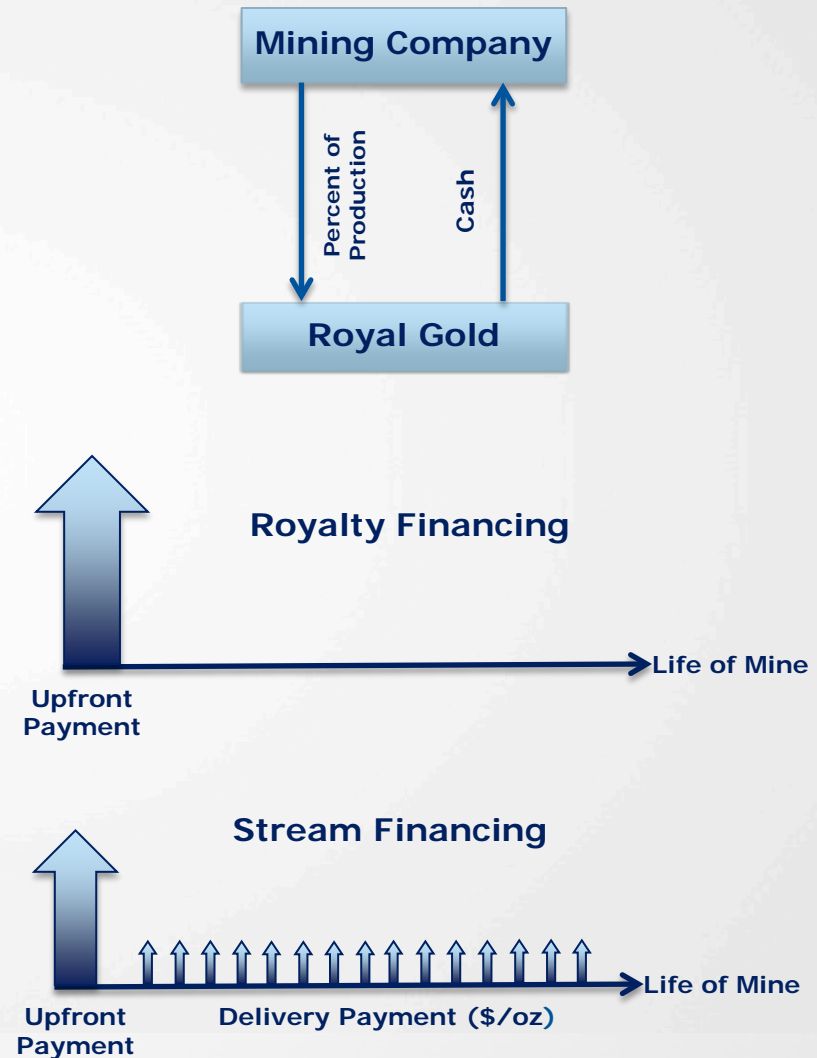 Mining Company
Percent of
Production
Cash
Royal Gold
Royalty Financing
Life of Mine
Upfront
Payment
Stream Financing
Life of Mine
Upfront
Payment
Delivery Payment ($/oz)